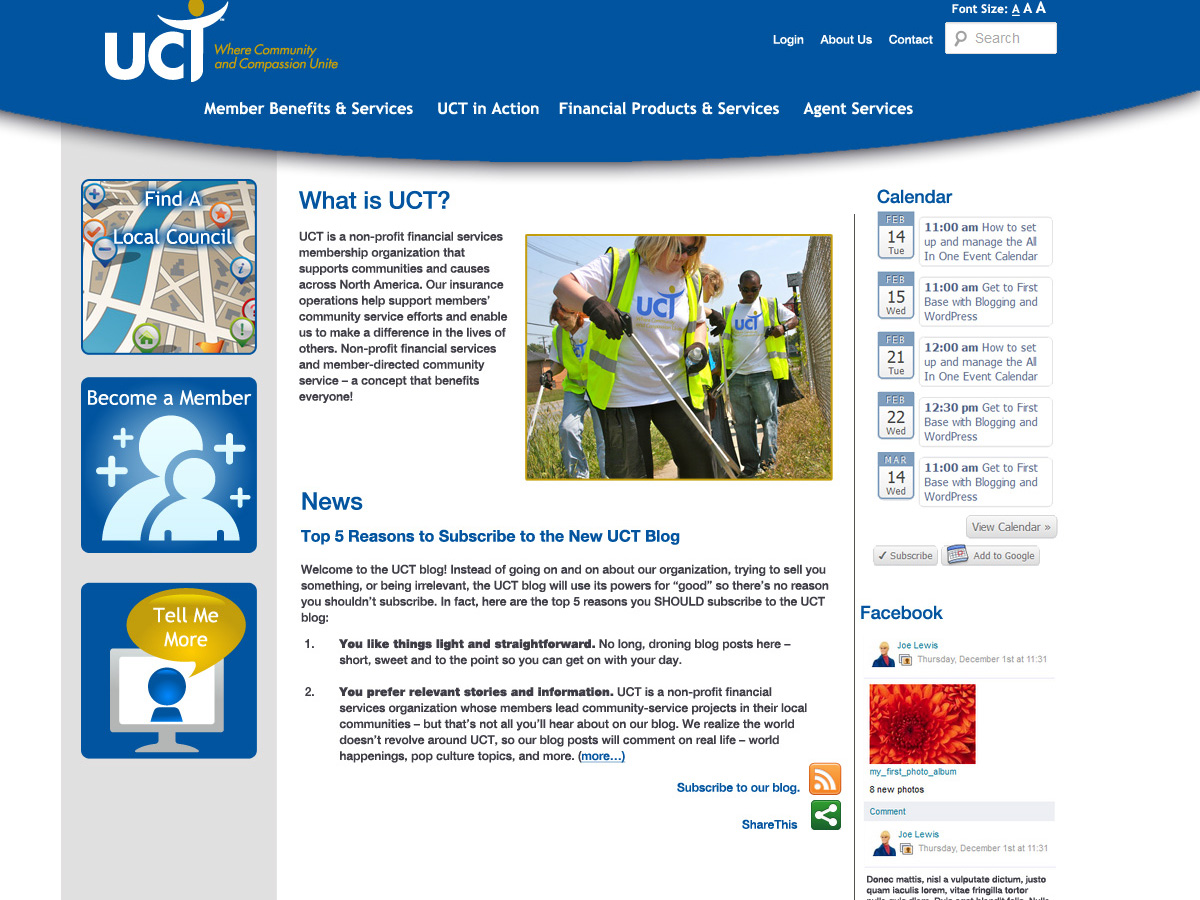 Font Size: A A A
UCT™
Where Community
and Compassion Unite
Login About Us Contact Search
Member Benefits & Services UCT in Action Financial Products & Services Agent Services
Find A
Local Council
Become a Member
Tell Me
More
What is UCT?
UCT is a non-profit financial services
membership organization that
supports communities and causes
across North America. Our insurance
operations help support members'
community service efforts and enable
us to make a difference in the lives of
others. Non-profit financial services
and member-directed community
service – a concept that benefits
everyone!
UCT
UCT
News
Top 5 Reasons to Subscribe to the New UCT Blog
Welcome to the UCT blog! Instead of going on and on about our organization, trying to sell you
something, or being irrelevant, the UCT blog will use its powers for “good” so there’s no reason
you shouldn’t subscribe. In fact, here are the top 5 reasons you SHOULD subscribe to the UCT
blog:
1. You like things light and straightforward. No long, droning blog posts here –
short, sweet and to the point so you can get on with your day.
2. You prefer relevant stories and information. UCT is a non-profit financial
services organization whose members lead community-service projects in their local
communities – but that’s not all you’ll hear about on our blog. We realize the world
doesn’t revolve around UCT, so our blog posts will comment on real life – world
happenings, pop culture topics, and more. (more...)
Subscribe to our blog.
ShareThis
Calendar
FEB
14
Tue
11:00 am How to set
up and manage the All
In One Event Calendar
FEB
15
Wed
11:00 am Get to First
Base with Blogging and
WordPress
FEB
21
Tue
12:00 am How to set
up and manage the All
In One Event Calendar
FEB
22
Wed
12:30 pm Get to First
Base with Blogging and
WordPress
MAR
14
Wed
11:00 am Get to First
Base with Blogging and
WordPress
View Calendar »
✓ Subscribe Add to Google
Facebook
Joe Lewis
Thursday, December 1st at 11:31
my_first_photo_album
8 new photos
Comment
Joe Lewis
Thursday, December 1st at 11:31
Donec mattis, nisl a vulputate dictum, justo
quam iaculis lorem, vitae fringilla tortor